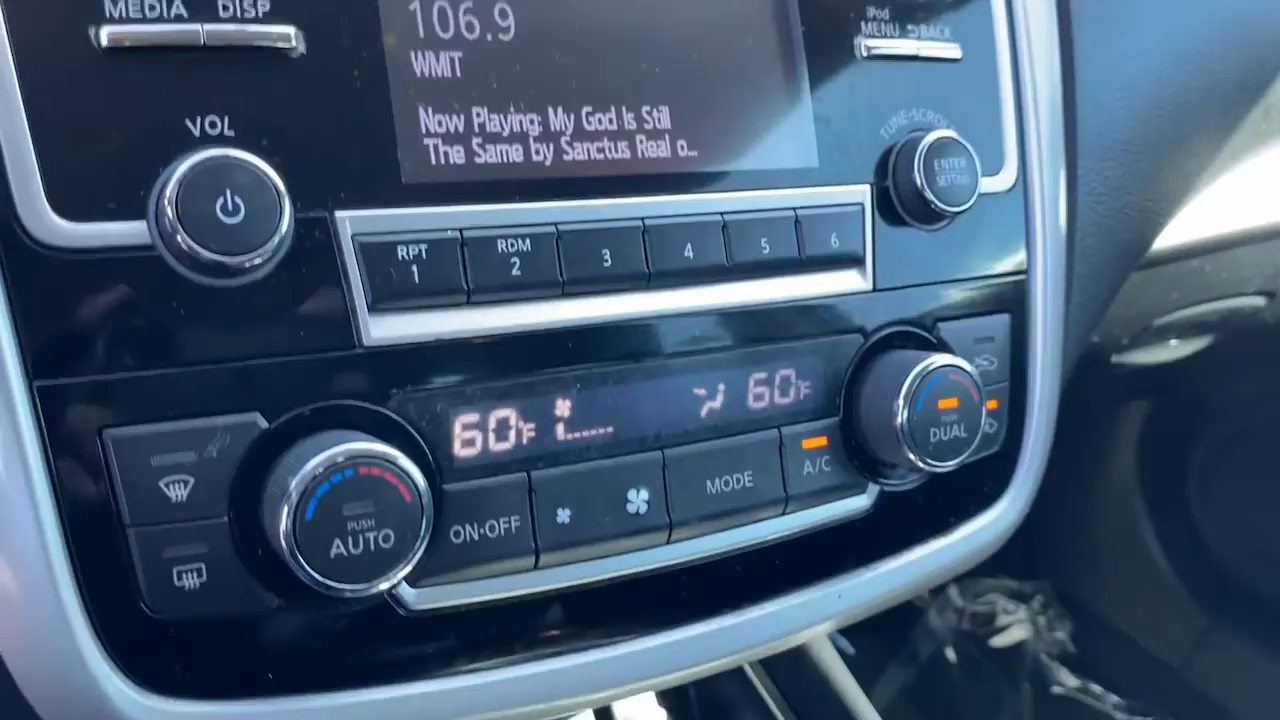 MEDIA DISP
106.9
WMIT
Now Playing: My God Is Still
The Same by Sanctus Real o...
iPod
MENU BACK
VOL
TUNE·SCROLL
ENTER
SETTING
RPT
1
RDM
2
3
4
5
6
60°F
60°F
PUSH
AUTO
ON·OFF
MODE
A/C
PUSH
DUAL